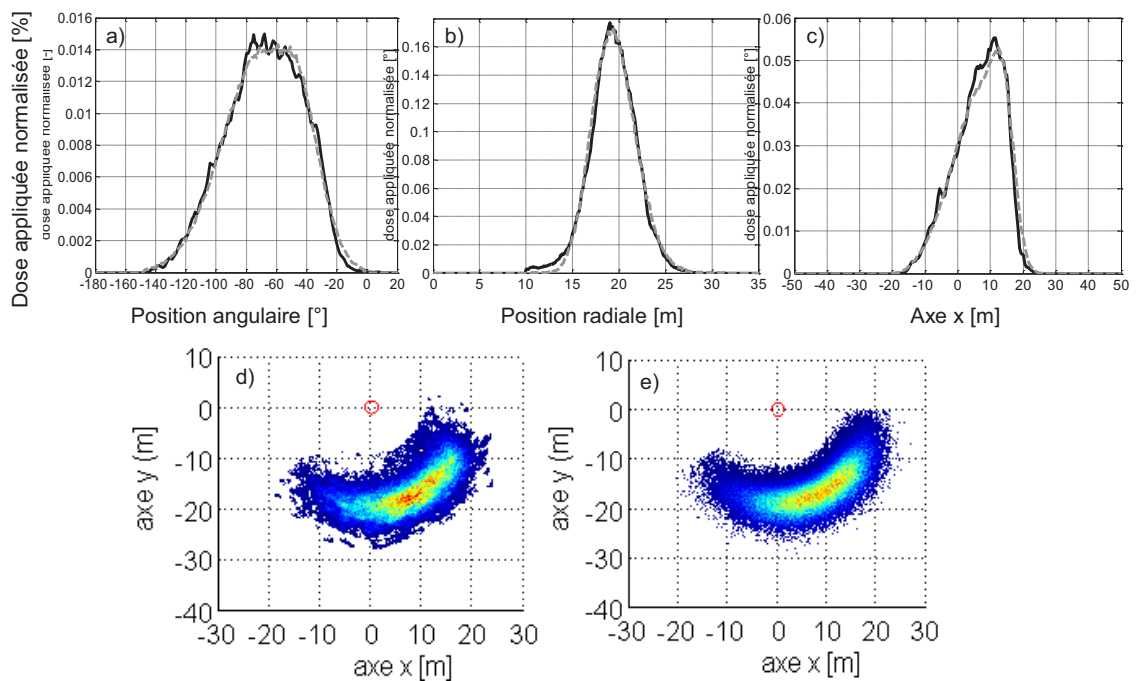 Dose appliquée normalisée [%]
dose appliquée normalisée [-]
0.016
0.014
0.012
0.01
0.008
0.006
0.004
0.002
0
a)
-180 -160 -140 -120 -100 -80 -60 -40 -20 0 20
Position angulaire [°]
dose appliquée normalisée [°]
0.16
0.14
0.12
0.1
0.08
0.06
0.04
0.02
0
b)
0 5 10 15 20 25 30 35
Position radiale [m]
dose appliquée normalisée [°]
0.06
0.05
0.04
0.03
0.02
0.01
0
c)
-50 -40 -30 -20 -10 0 10 20 30 40 50
Axe x [m]
d)
axe y (m)
10
0
-10
-20
-30
-40
-30 -20 -10 0 10 20 30
axe x [m]
e)
axe y (m)
10
0
-10
-20
-30
-40
-30 -20 -10 0 10 20 30
axe x [m]